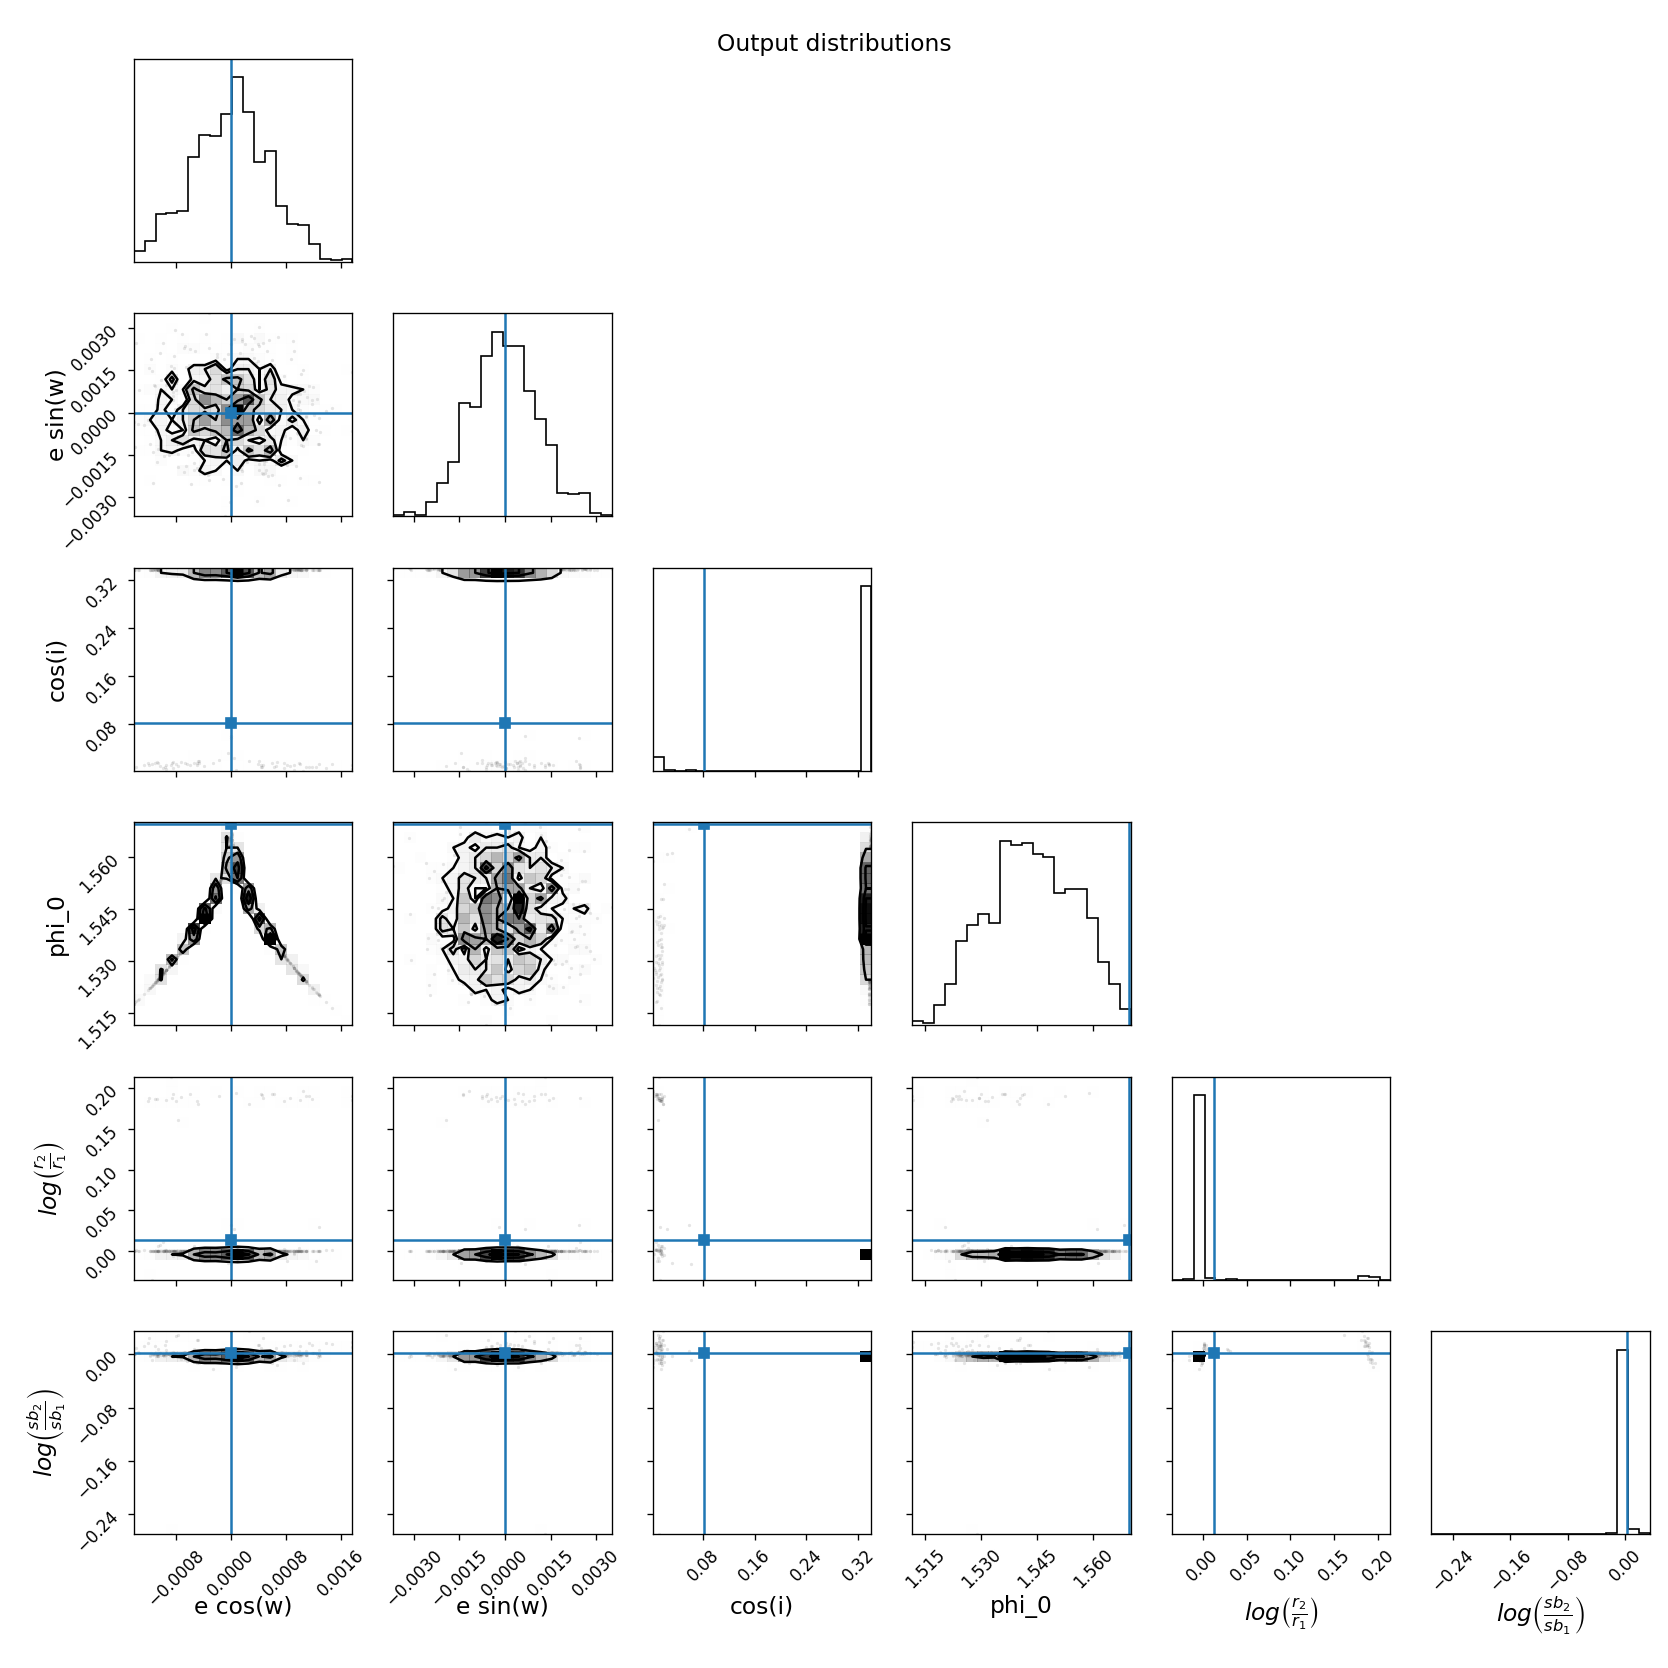 Output distributions
e sin(w)
0.0030
0.0015
0.0000
−0.0015
−0.0030
cos(i)
0.32
0.24
0.16
0.08
phi_0
1.560
1.545
1.530
1.515
log(r₂/r₁)
0.20
0.15
0.10
0.05
0.00
log(sb₂/sb₁)
0.00
−0.08
−0.16
−0.24
−0.0008 0.0000 0.0008 0.0016
−0.0030 −0.0015 0.0000 0.0015 0.0030
0.08 0.16 0.24 0.32
1.515 1.530 1.545 1.560
0.00 0.05 0.10 0.15 0.20
−0.24 −0.16 −0.08 0.00
e cos(w) e sin(w) cos(i) phi_0 log(r₂/r₁) log(sb₂/sb₁)